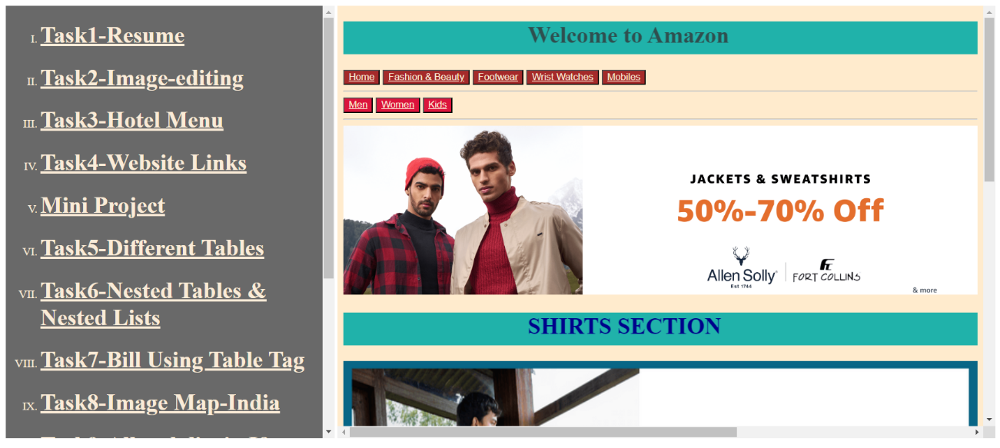 I. Task1-Resume
II. Task2-Image-editing
III. Task3-Hotel Menu
IV. Task4-Website Links
V. Mini Project
VI. Task5-Different Tables
VII. Task6-Nested Tables &
Nested Lists
VIII. Task7-Bill Using Table Tag
IX. Task8-Image Map-India
Welcome to Amazon
Home Fashion & Beauty Footwear Wrist Watches Mobiles
Men Women Kids
JACKETS & SWEATSHIRTS
50%-70% Off
Allen Solly®
Est 1744
FORT COLLINS
& more
SHIRTS SECTION